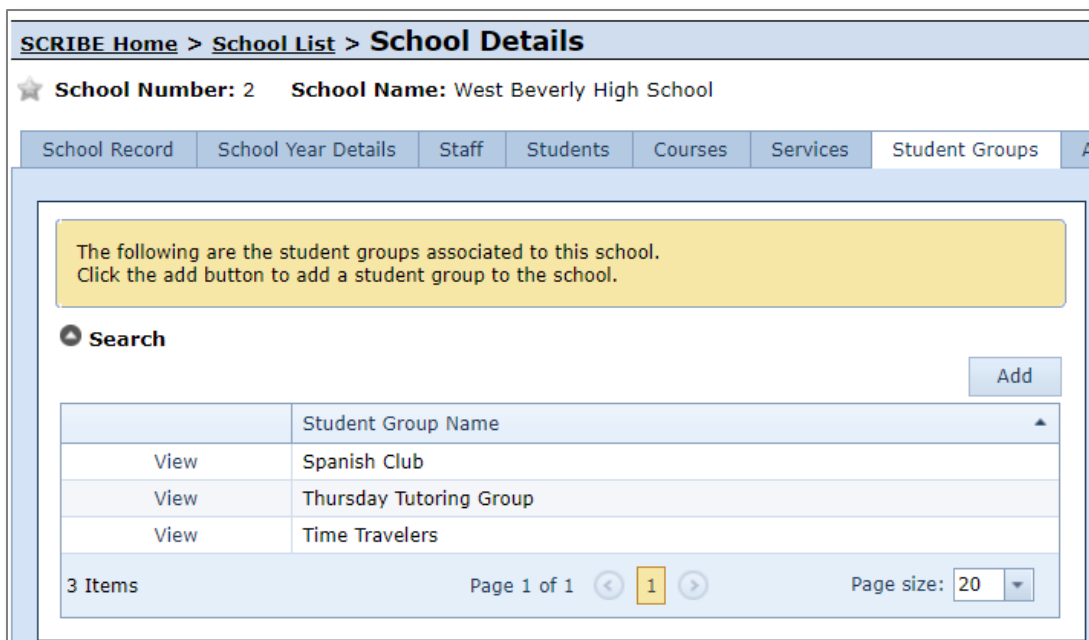 SCRIBE Home > School List > School Details
School Number: 2 School Name: West Beverly High School
School Record School Year Details Staff Students Courses Services Student Groups A
The following are the student groups associated to this school.
Click the add button to add a student group to the school.
Search
Add
Student Group Name
View Spanish Club
View Thursday Tutoring Group
View Time Travelers
3 Items Page 1 of 1 1 Page size: 20